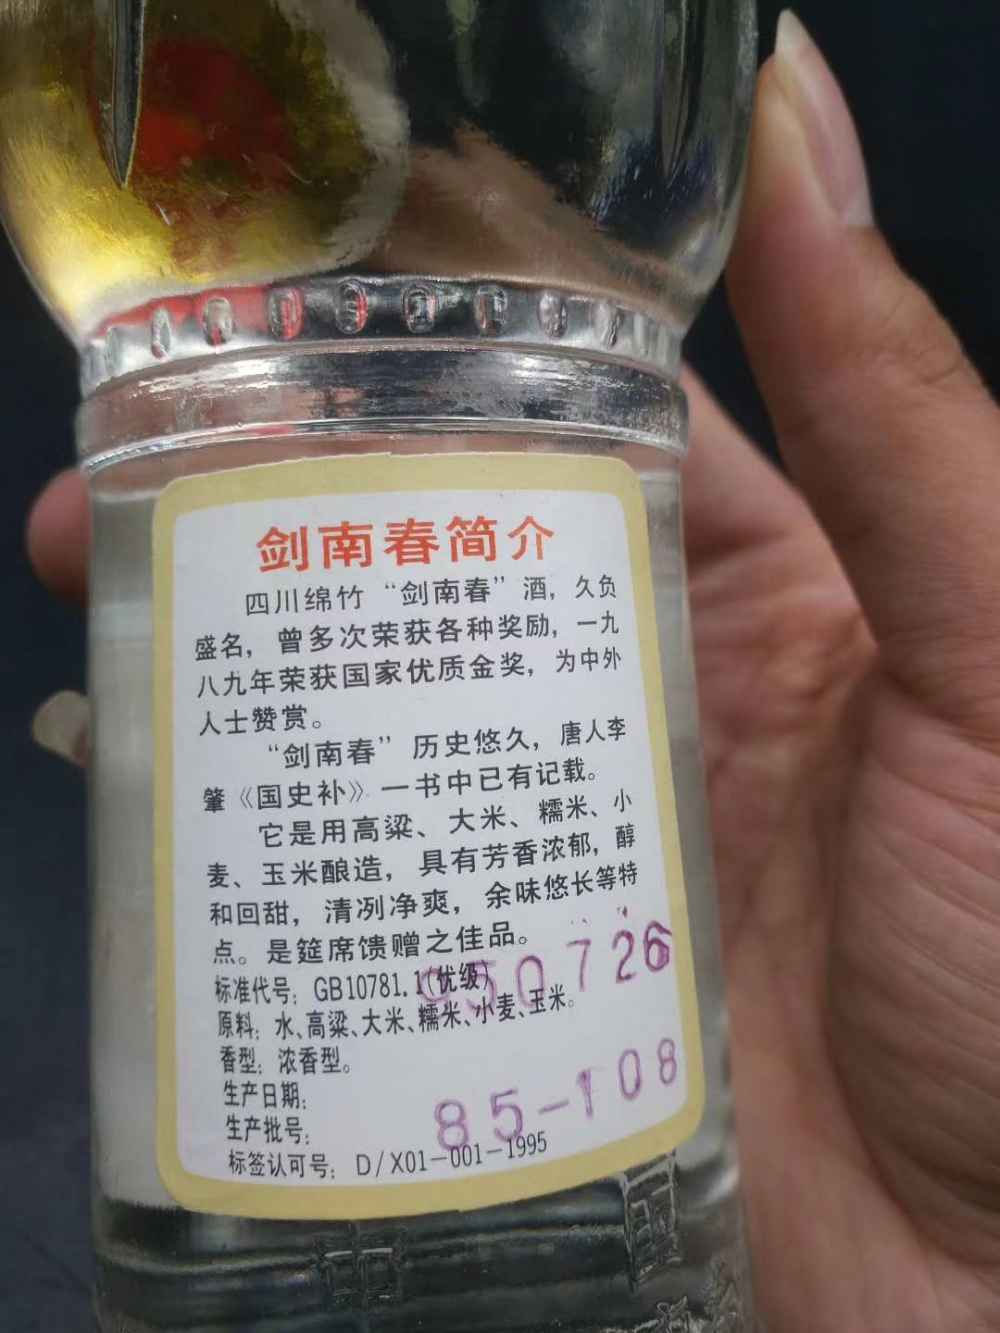 剑南春简介
四川绵竹“剑南春”酒，久负
盛名，曾多次荣获各种奖励，一九
八九年荣获国家优质金奖，为中外
人士赞赏。
“剑南春”历史悠久，唐人李
肇《国史补》一书中已有记载。
它是用高粱、大米、糯米、小
麦、玉米酿造，具有芳香浓郁，醇
和回甜，清冽净爽，余味悠长等特
点。是筵席馈赠之佳品。
标准代号：GB10781.1(优级)
950726
原料：水、高粱、大米、糯米、小麦、玉米。
香型：浓香型。
生产日期：
生产批号：
85-108
标签认可号：D/X01-001-1995
中国